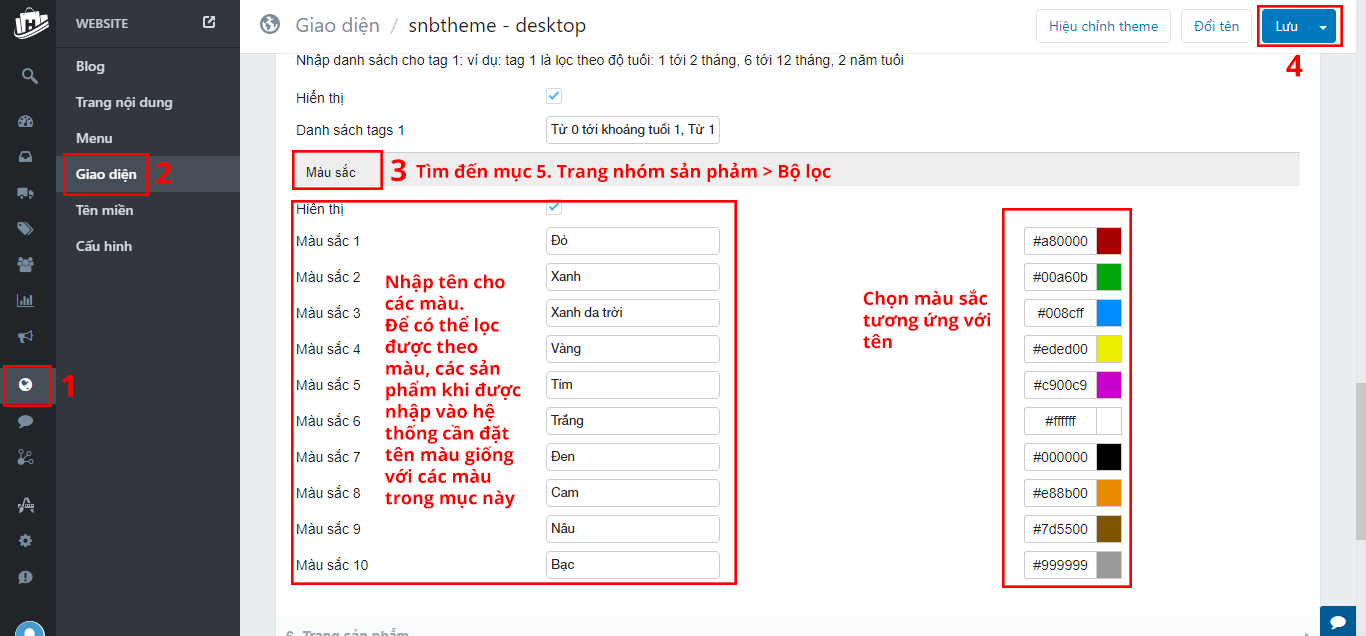 WEBSITE
Blog
Trang nội dung
Menu
Giao diện
2
Tên miền
Cấu hình
1
Giao diện / snbtheme - desktop
Hiệu chỉnh theme
Đổi tên
Lưu
4
Nhập danh sách cho tag 1: ví dụ: tag 1 là lọc theo độ tuổi: 1 tới 2 tháng, 6 tới 12 tháng, 2 năm tuổi
Hiển thị
Danh sách tags 1 Từ 0 tới khoảng tuổi 1, Từ 1
Màu sắc 3 Tìm đến mục 5. Trang nhóm sản phảm > Bộ lọc
Hiển thị
Màu sắc 1 Đỏ #a80000
Màu sắc 2 Xanh #00a60b
Màu sắc 3 Xanh da trời #008cff
Màu sắc 4 Vàng #eded00
Màu sắc 5 Tím #c900c9
Màu sắc 6 Trắng #ffffff
Màu sắc 7 Đen #000000
Màu sắc 8 Cam #e88b00
Màu sắc 9 Nâu #7d5500
Màu sắc 10 Bạc #999999
Nhập tên cho
các màu.
Để có thể lọc
được theo
màu, các sản
phẩm khi được
nhập vào hệ
thống cần đặt
tên màu giống
với các màu
trong mục này
Chọn màu sắc
tương ứng với
tên
6. Trang sản phẩm